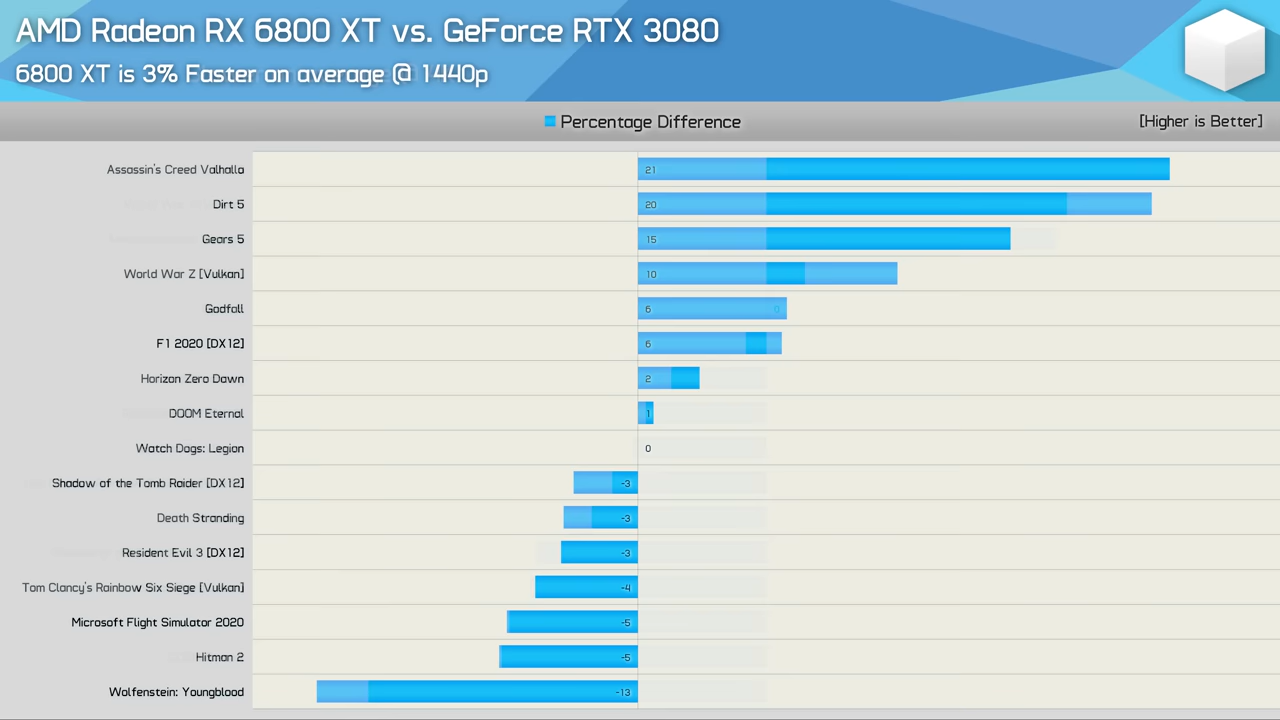 AMD Radeon RX 6800 XT vs. GeForce RTX 3080
6800 XT is 3% Faster on average @ 1440p
Percentage Difference
[Higher is Better]
Assassin's Creed Valhalla 21
Dirt 5 20
Gears 5 15
World War Z [Vulkan] 10
Godfall 6
F1 2020 [DX12] 6
Horizon Zero Dawn 2
DOOM Eternal 1
Watch Dogs: Legion 0
Shadow of the Tomb Raider [DX12] -3
Death Stranding -3
Resident Evil 3 [DX12] -3
Tom Clancy's Rainbow Six Siege [Vulkan] -4
Microsoft Flight Simulator 2020 -5
Hitman 2 -5
Wolfenstein: Youngblood -13